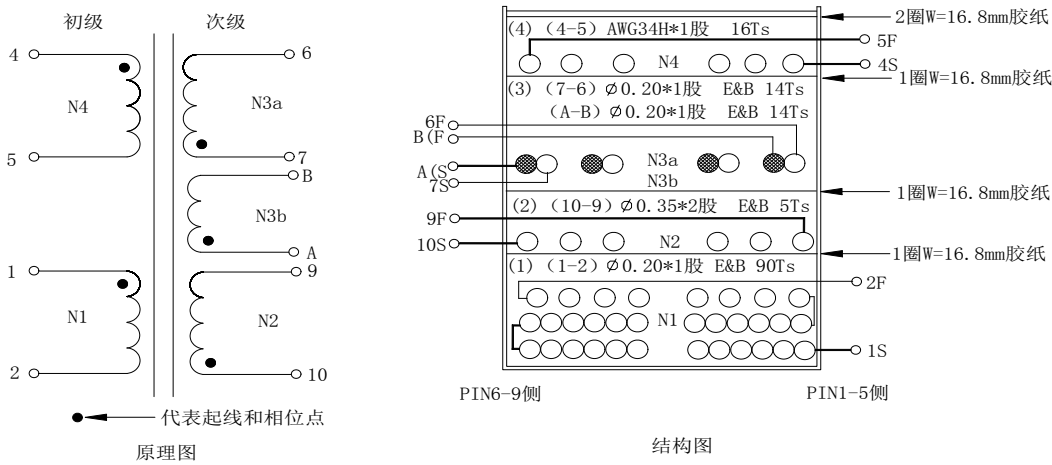 初级
次级
4
6
N4
N3a
5
7
B
N3b
A
1
9
N1
N2
2
10
代表起线和相位点
原理图
(4) (4-5) AWG34H*1股 16Ts
2圈W=16.8mm胶纸
5F
N4
4S
1圈W=16.8mm胶纸
(3) (7-6) Ø0.20*1股 E&B 14Ts
(A-B) Ø0.20*1股 E&B 14Ts
6F
B(F
A(S
7S
N3a
N3b
1圈W=16.8mm胶纸
(2) (10-9) Ø0.35*2股 E&B 5Ts
9F
10S
N2
1圈W=16.8mm胶纸
(1) (1-2) Ø0.20*1股 E&B 90Ts
2F
N1
1S
PIN6-9侧
PIN1-5侧
结构图